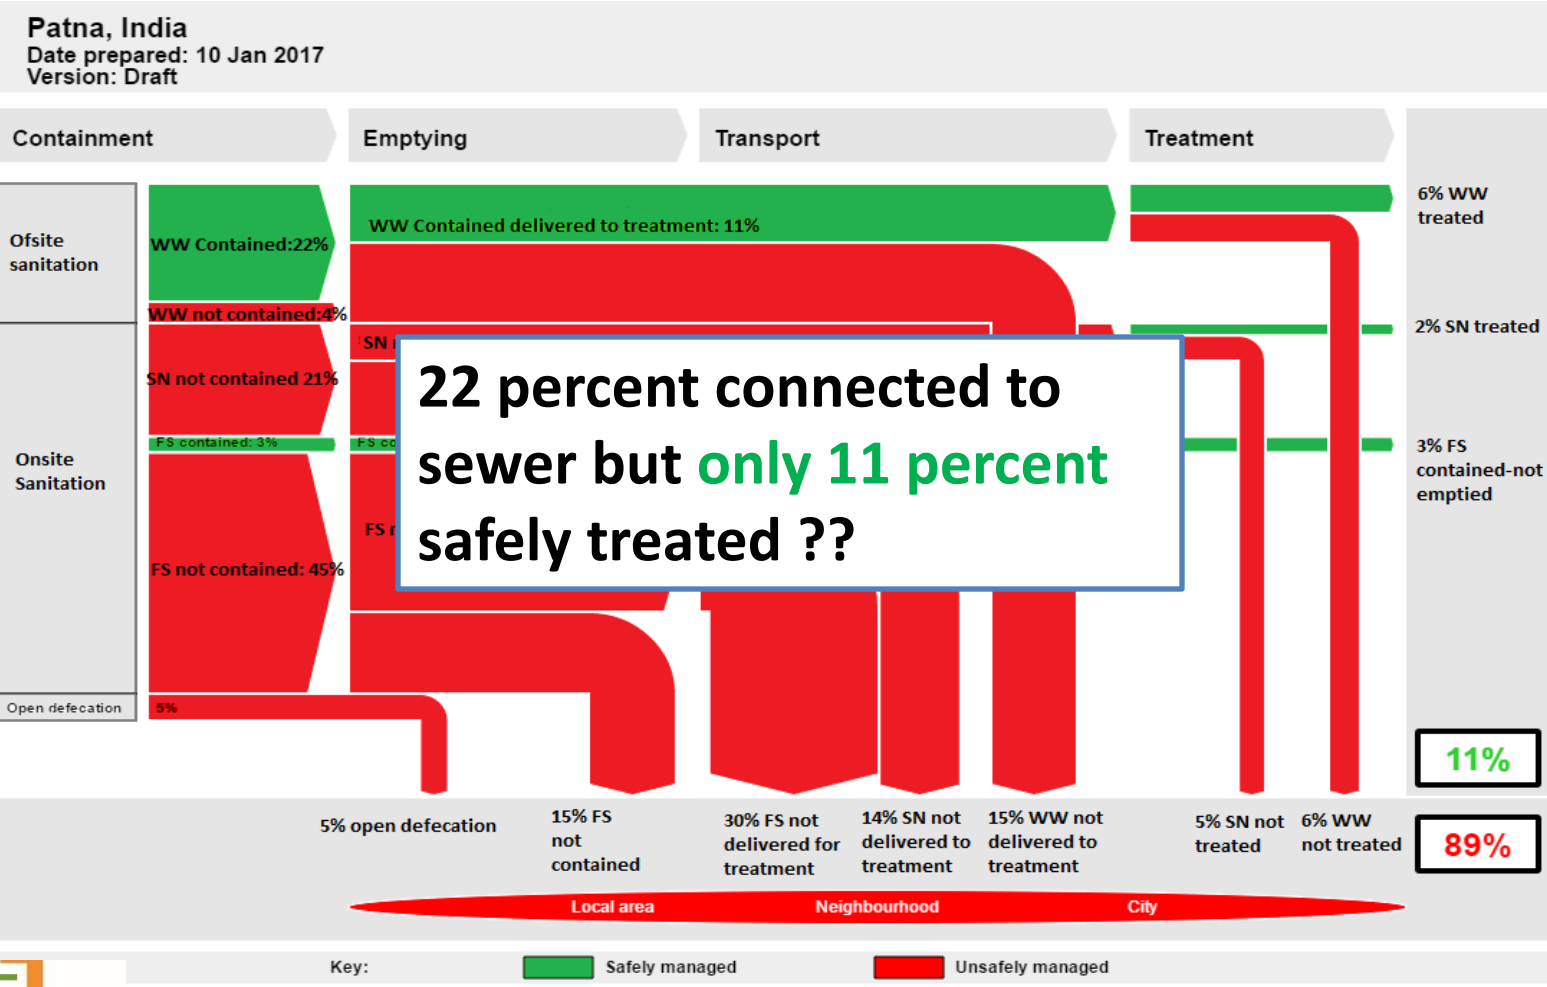 Patna, India
Date prepared: 10 Jan 2017
Version: Draft
Containment
Emptying
Transport
Treatment
Ofsite
sanitation
WW Contained:22%
WW Contained delivered to treatment: 11%
6% WW
treated
WW not contained:4%
SN
2% SN treated
SN not contained 21%
22 percent connected to
sewer but only 11 percent
safely treated ??
FS contained: 3%
FS
3% FS
contained-not
emptied
Onsite
Sanitation
FS
FS not contained: 45%
Open defecation
5%
11%
5% open defecation
15% FS
not
contained
30% FS not
delivered for
treatment
14% SN not
delivered to
treatment
15% WW not
delivered to
treatment
5% SN not
treated
6% WW
not treated
89%
Local area
Neighbourhood
City
Key:
Safely managed
Unsafely managed